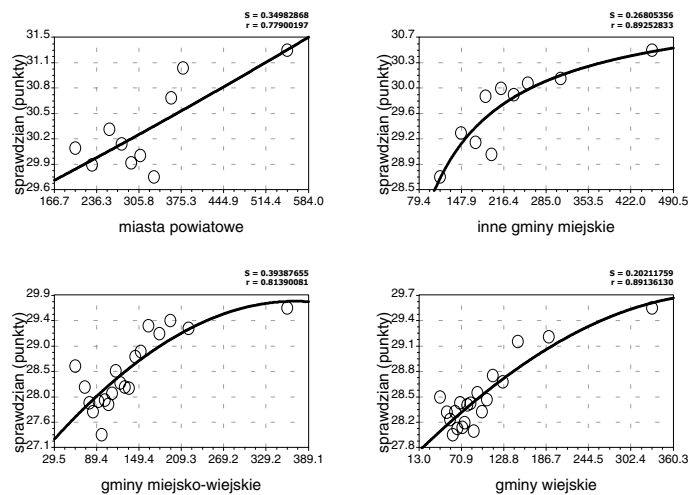 S = 0.34982868
r = 0.77900197
sprawdzian (punkty)
31.5
31.1
30.8
30.5
30.2
29.9
29.6
166.7 236.3 305.8 375.3 444.9 514.4 584.0
miasta powiatowe
S = 0.26805356
r = 0.89252833
sprawdzian (punkty)
30.7
30.3
30.0
29.6
29.2
28.9
28.5
79.4 147.9 216.4 285.0 353.5 422.0 490.5
inne gminy miejskie
S = 0.39387655
r = 0.81390081
sprawdzian (punkty)
29.9
29.4
29.0
28.5
28.0
27.6
27.1
29.5 89.4 149.4 209.3 269.2 329.2 389.1
gminy miejsko-wiejskie
S = 0.20211759
r = 0.89136130
sprawdzian (punkty)
29.7
29.4
29.1
28.8
28.5
28.2
27.8
13.0 70.9 128.8 186.7 244.5 302.4 360.3
gminy wiejskie